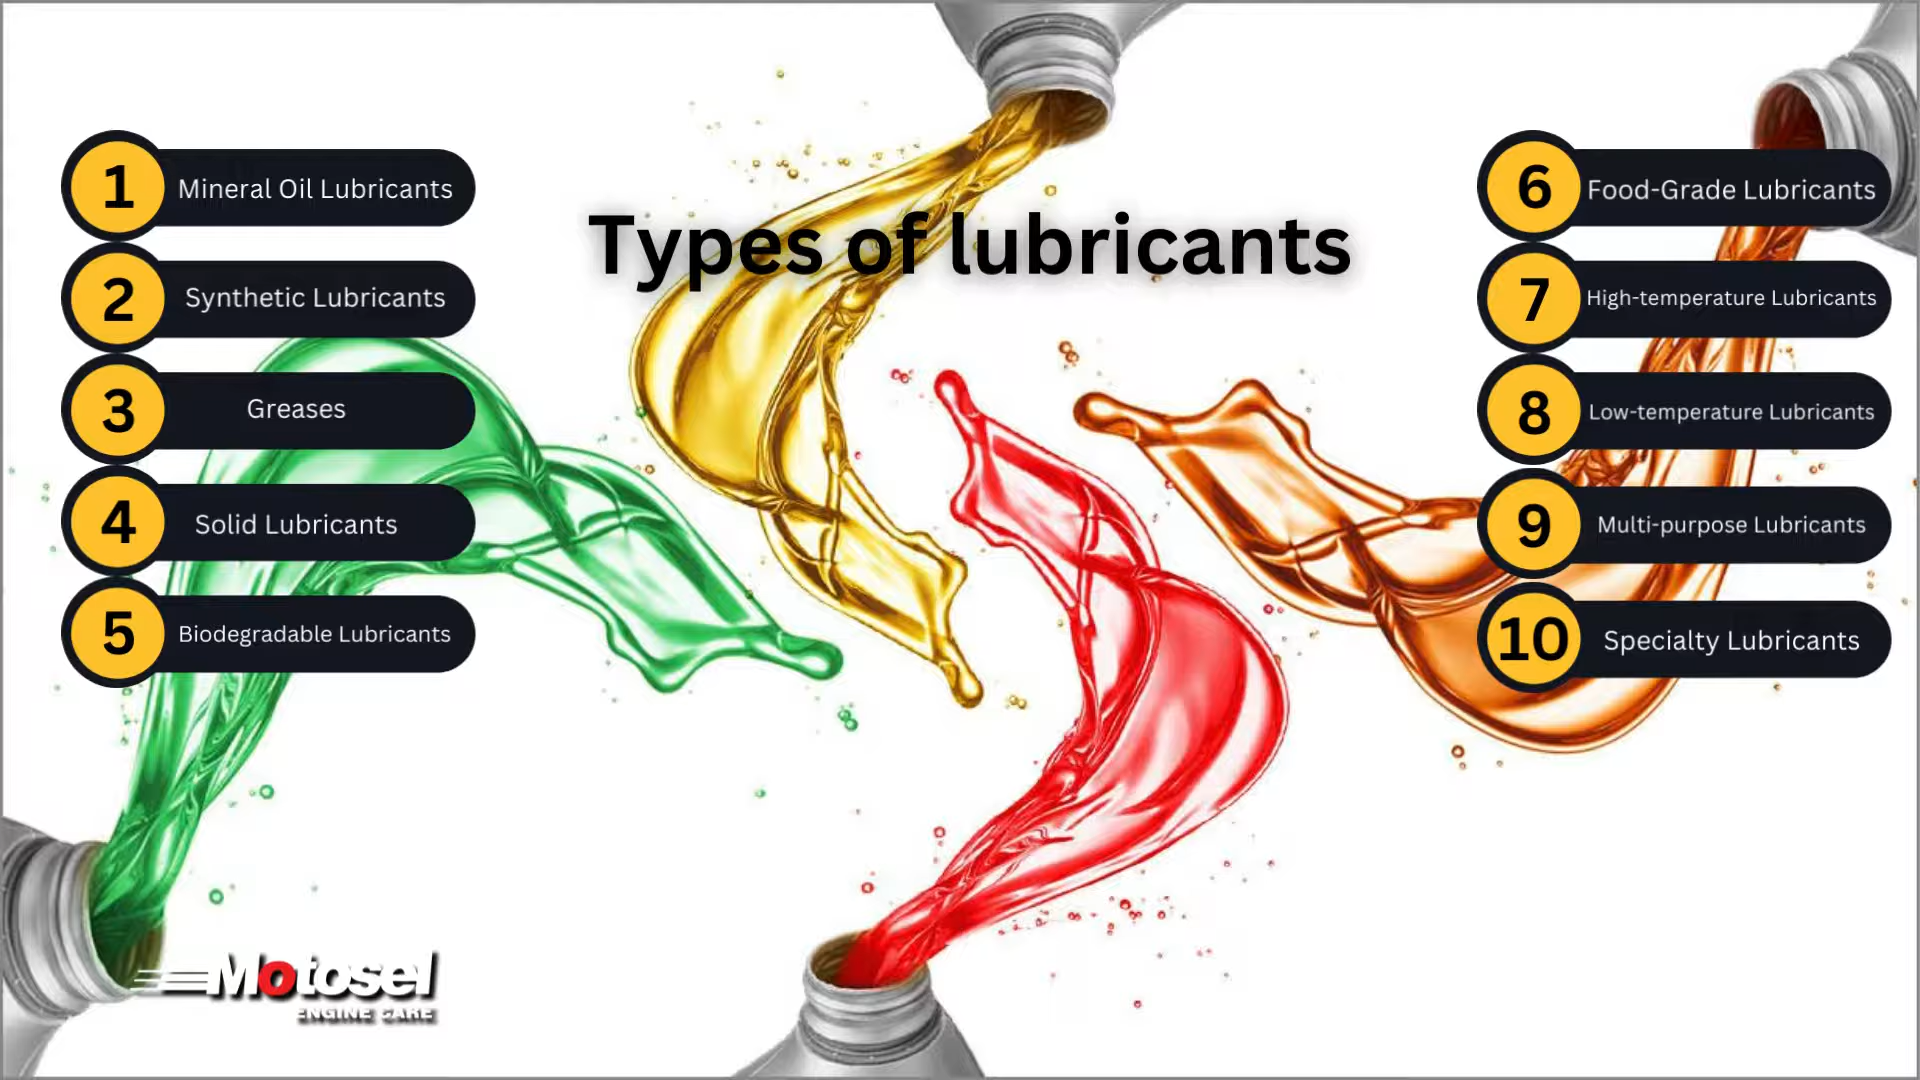 Types of lubricants
1 Mineral Oil Lubricants
2 Synthetic Lubricants
3 Greases
4 Solid Lubricants
5 Biodegradable Lubricants
6 Food-Grade Lubricants
7 High-temperature Lubricants
8 Low-temperature Lubricants
9 Multi-purpose Lubricants
10 Specialty Lubricants
Motosel
ENGINE CARE